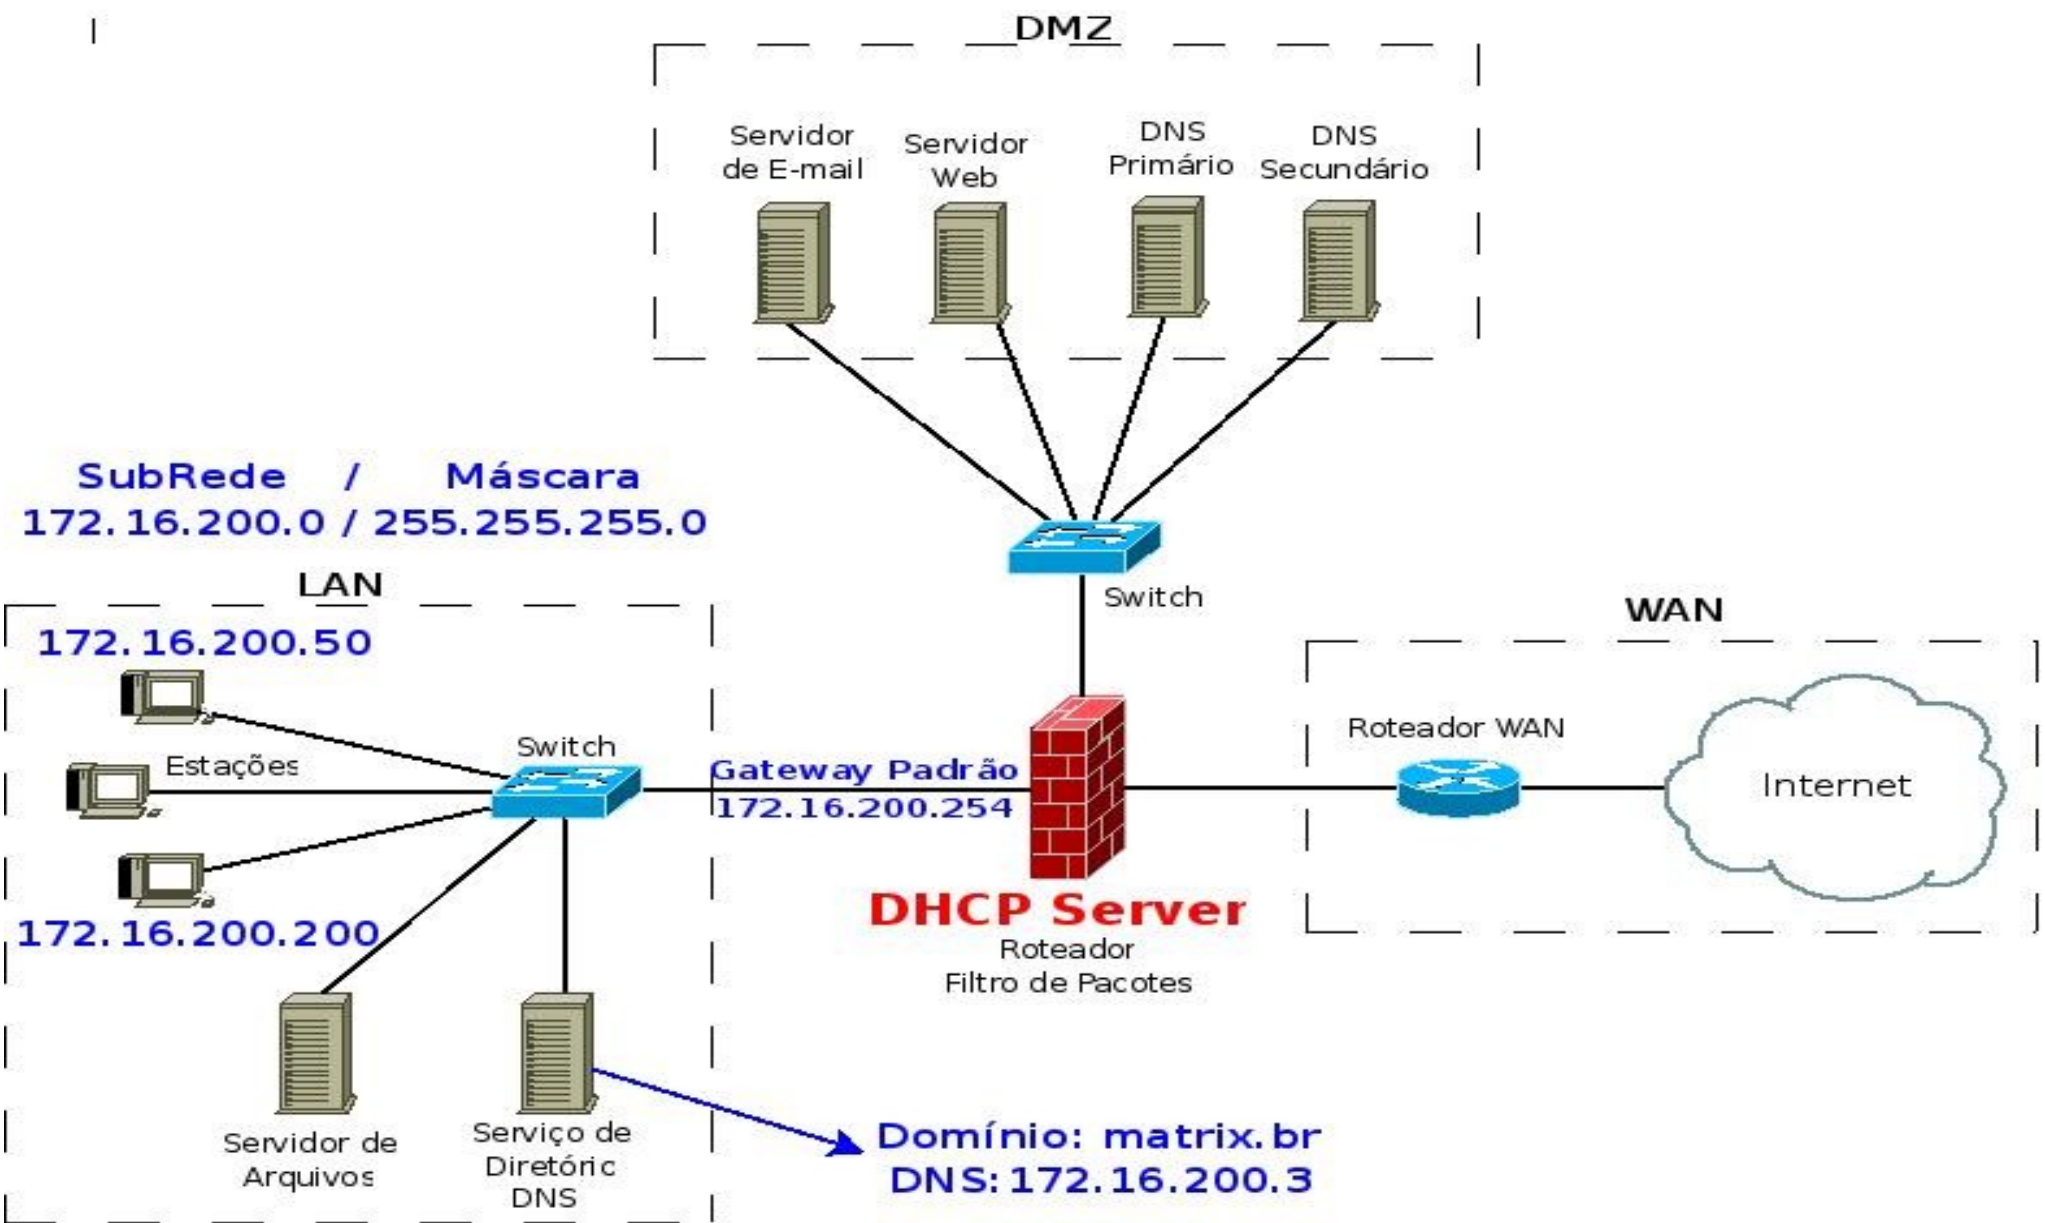 DMZ
Servidor
de E-mail
Servidor
Web
DNS
Primário
DNS
Secundário
SubRede / Máscara
172.16.200.0 / 255.255.255.0
Switch
LAN
172.16.200.50
Estações
Switch
172.16.200.200
Gateway Padrão
172.16.200.254
WAN
Roteador WAN
Internet
DHCP Server
Roteador
Filtro de Pacotes
Servidor de
Arquivos
Serviço de
Diretóric
DNS
Domínio: matrix.br
DNS:172.16.200.3